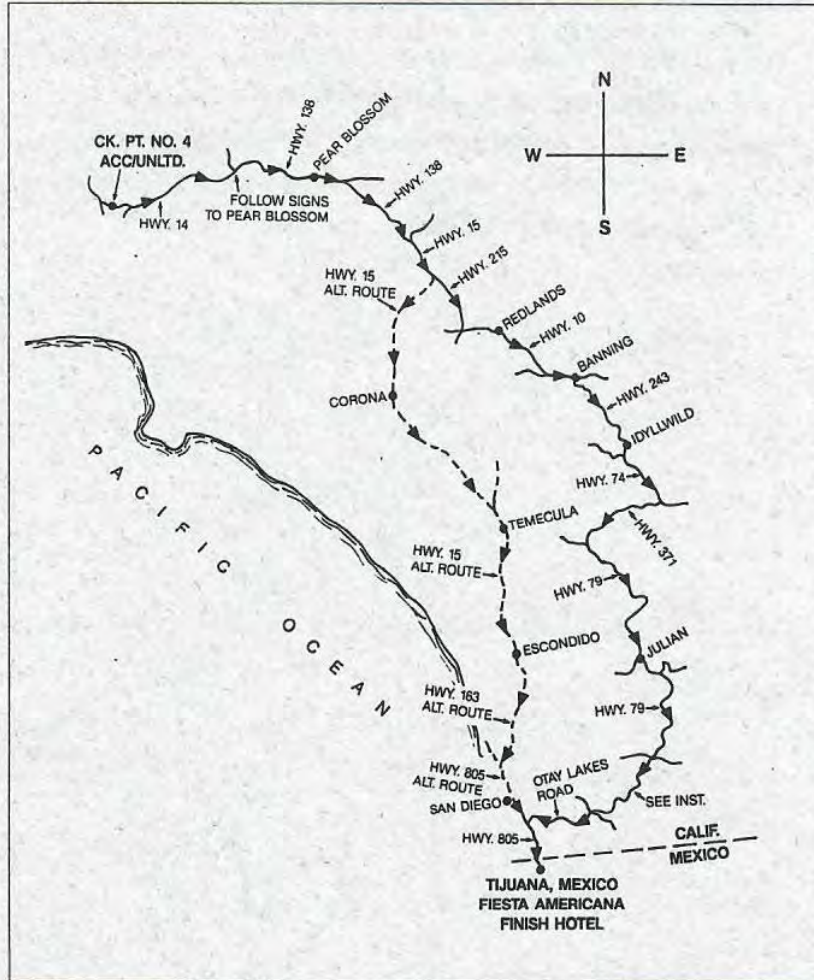 N
W
E
S
CK. PT. NO. 4
ACC/UNLTD.
HWY. 14
FOLLOW SIGNS
TO PEAR BLOSSOM
HWY. 138
PEAR BLOSSOM
HWY. 138
HWY. 15
HWY. 215
HWY. 15
ALT. ROUTE
REDLANDS
HWY. 10
BANNING
HWY. 243
CORONA
IDYLLWILD
HWY. 74
HWY. 371
TEMECULA
HWY. 15
ALT. ROUTE
HWY. 79
ESCONDIDO
JULIAN
HWY. 163
ALT. ROUTE
HWY. 79
HWY. 805
ALT. ROUTE
OTAY LAKES
ROAD
SAN DIEGO
SEE INST.
HWY. 805
CALIF.
MEXICO
TIJUANA, MEXICO
FIESTA AMERICANA
FINISH HOTEL
PACIFIC OCEAN